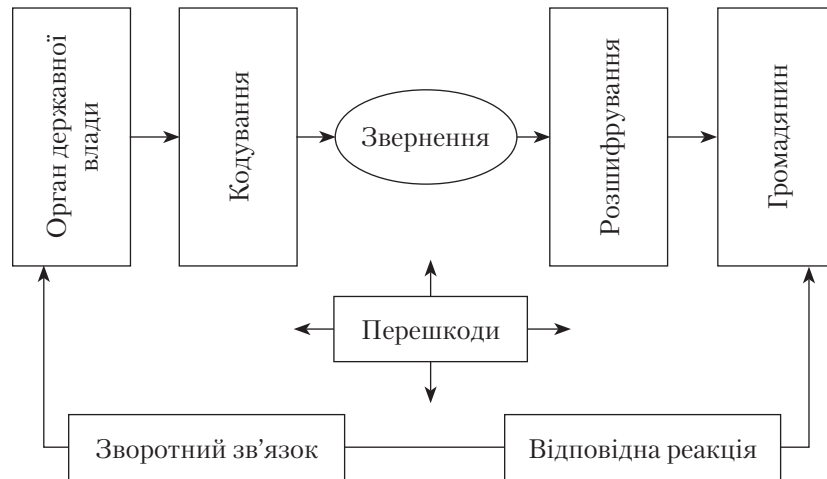 Орган державної
влади
Кодування
Звернення
Розшифрування
Громадянин
Перешкоди
Зворотний зв'язок
Відповідна реакція